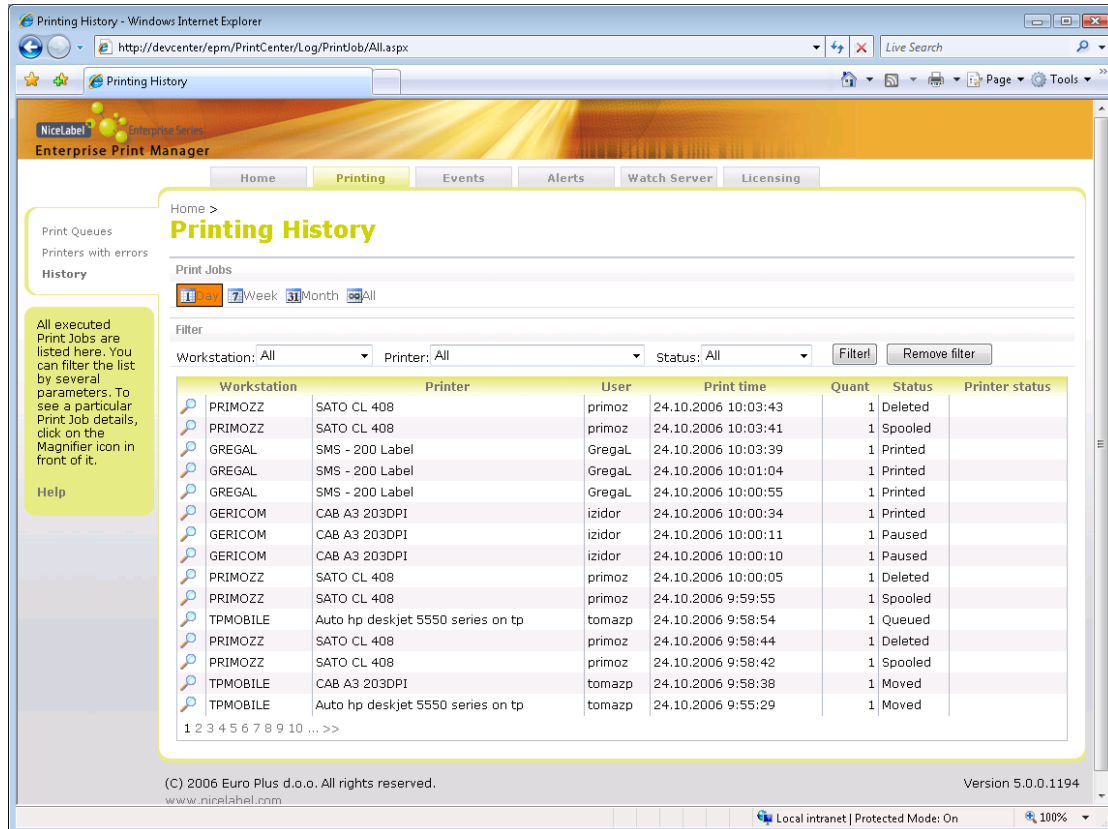 Printing History - Windows Internet Explorer
http://devcenter/epm/PrintCenter/Log/PrintJob/All.aspx
Live Search
Printing History
Page
Tools
NiceLabel Enterprise Series
Enterprise Print Manager
Home Printing Events Alerts Watch Server Licensing
Print Queues
Printers with errors
History
All executed
Print Jobs are
listed here. You
can filter the list
by several
parameters. To
see a particular
Print Job details,
click on the
Magnifier icon in
front of it.
Help
Home >
Printing History
Print Jobs
1 Day 7 Week 31 Month All
Filter
Workstation: All Printer: All Status: All Filter! Remove filter
Workstation Printer User Print time Quant Status Printer status
PRIMOZZ SATO CL 408 primoz 24.10.2006 10:03:43 1 Deleted
PRIMOZZ SATO CL 408 primoz 24.10.2006 10:03:41 1 Spooled
GREGAL SMS - 200 Label GregaL 24.10.2006 10:03:39 1 Printed
GREGAL SMS - 200 Label GregaL 24.10.2006 10:01:04 1 Printed
GREGAL SMS - 200 Label GregaL 24.10.2006 10:00:55 1 Printed
GERICOM CAB A3 203DPI izidor 24.10.2006 10:00:34 1 Printed
GERICOM CAB A3 203DPI izidor 24.10.2006 10:00:11 1 Paused
GERICOM CAB A3 203DPI izidor 24.10.2006 10:00:10 1 Paused
PRIMOZZ SATO CL 408 primoz 24.10.2006 10:00:05 1 Deleted
PRIMOZZ SATO CL 408 primoz 24.10.2006 9:59:55 1 Spooled
TPMOBILE Auto hp deskjet 5550 series on tp tomazp 24.10.2006 9:58:54 1 Queued
PRIMOZZ SATO CL 408 primoz 24.10.2006 9:58:44 1 Deleted
PRIMOZZ SATO CL 408 primoz 24.10.2006 9:58:42 1 Spooled
TPMOBILE CAB A3 203DPI tomazp 24.10.2006 9:58:38 1 Moved
TPMOBILE Auto hp deskjet 5550 series on tp tomazp 24.10.2006 9:55:29 1 Moved
1 2 3 4 5 6 7 8 9 10 ... >>
(C) 2006 Euro Plus d.o.o. All rights reserved. Version 5.0.0.1194
www.nicelabel.com
Local intranet | Protected Mode: On 100%